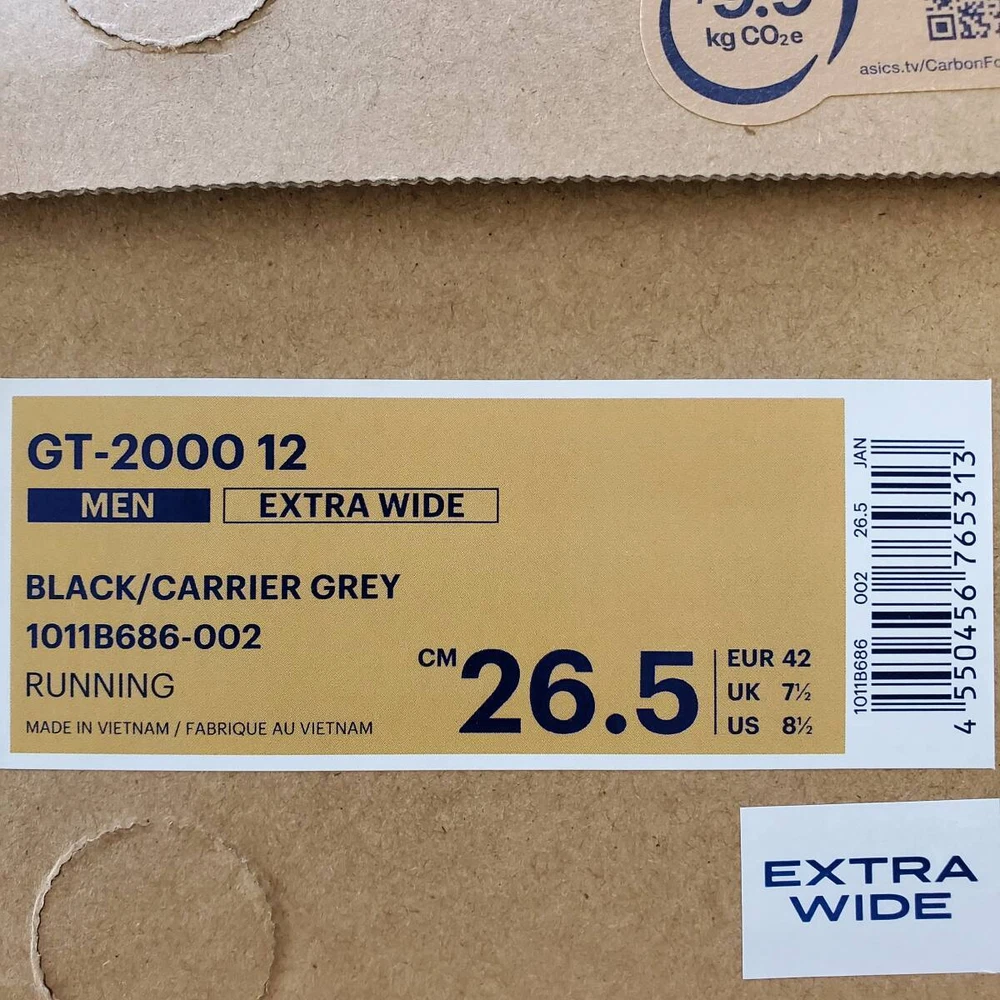 kg CO₂e
asics.tv/CarbonFo
GT-2000 12
MEN
EXTRA WIDE
BLACK/CARRIER GREY
1011B686-002
RUNNING
MADE IN VIETNAM / FABRIQUE AU VIETNAM
CM 26.5
EUR 42
UK 7½
US 8½
1011B686 002 26.5 JAN
4 550456 765313
EXTRA
WIDE